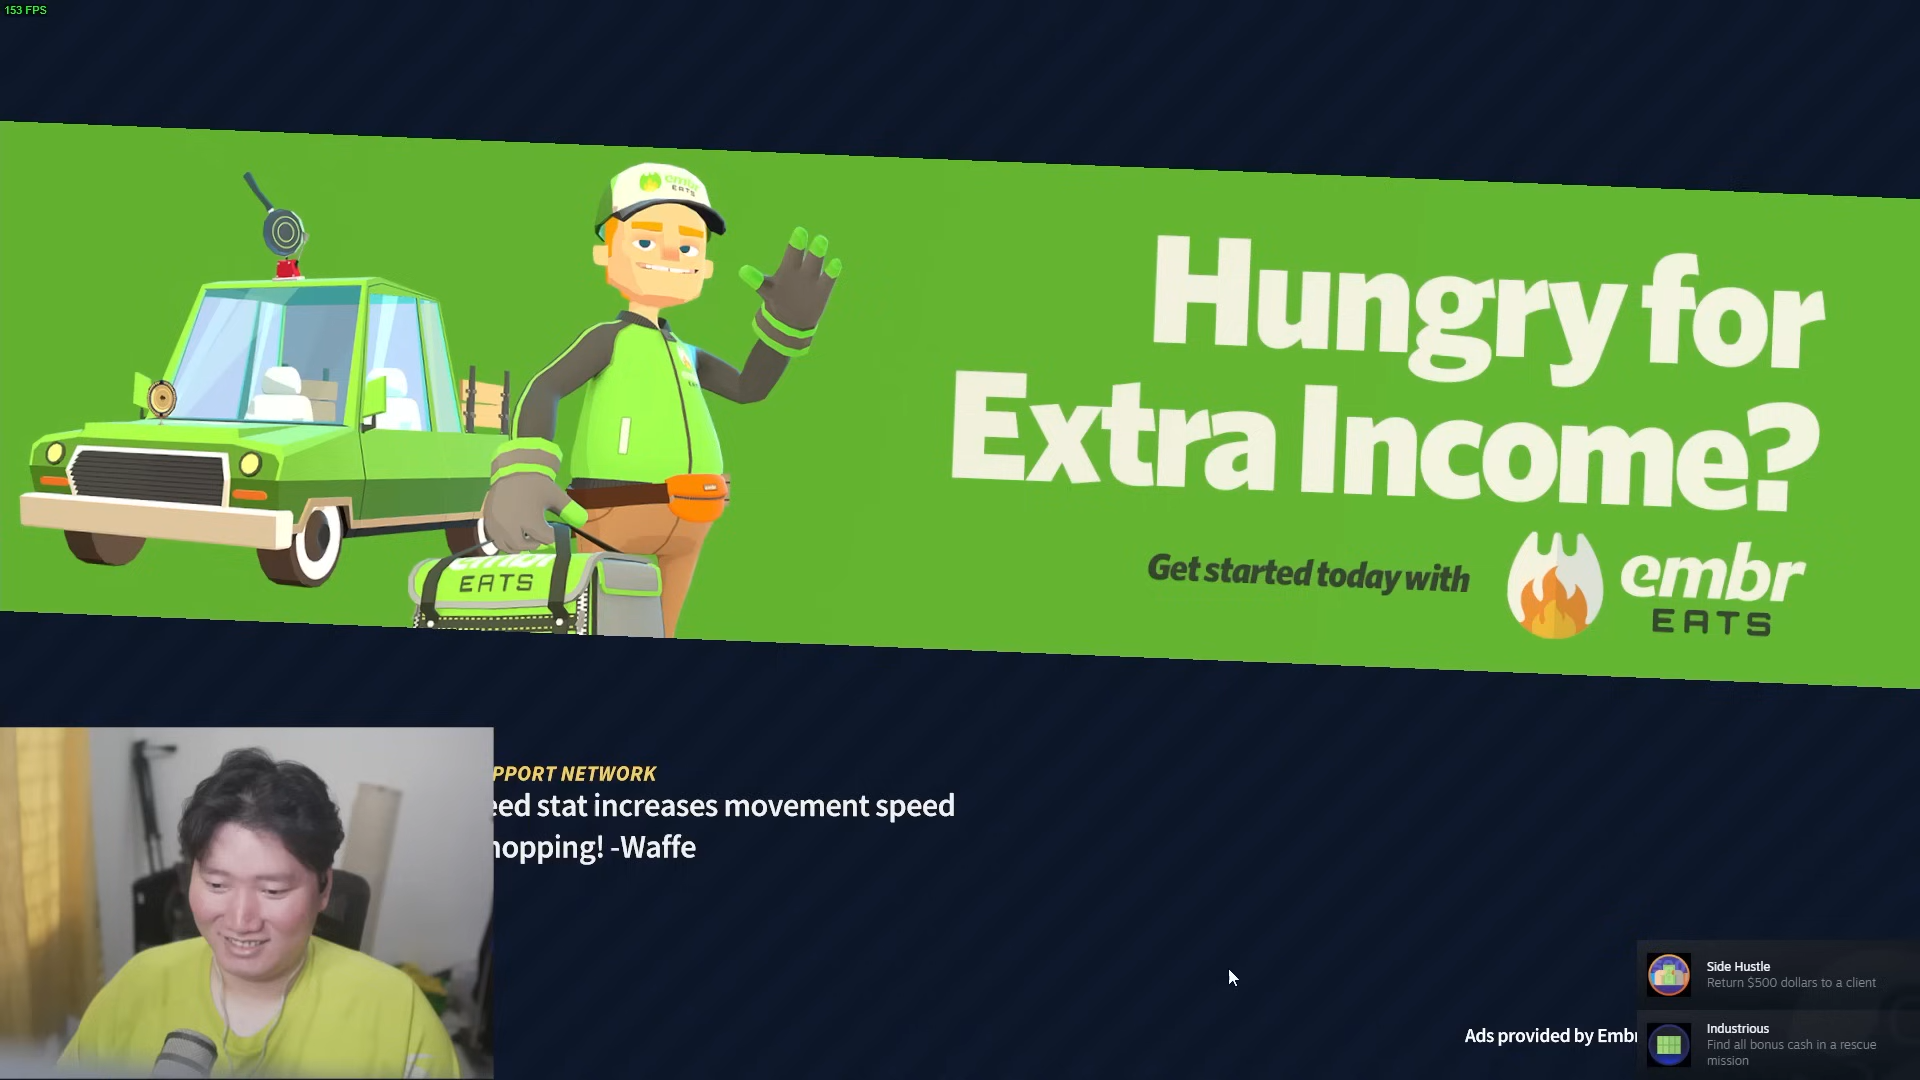 153 FPS
embr
EATS
Hungry for
Extra Income?
Get started today with
embr
EATS
embr
EATS
PPORT NETWORK
eed stat increases movement speed
hopping! -Waffe
Side Hustle
Return $500 dollars to a client
Ads provided by Embr
Industrious
Find all bonus cash in a rescue
mission